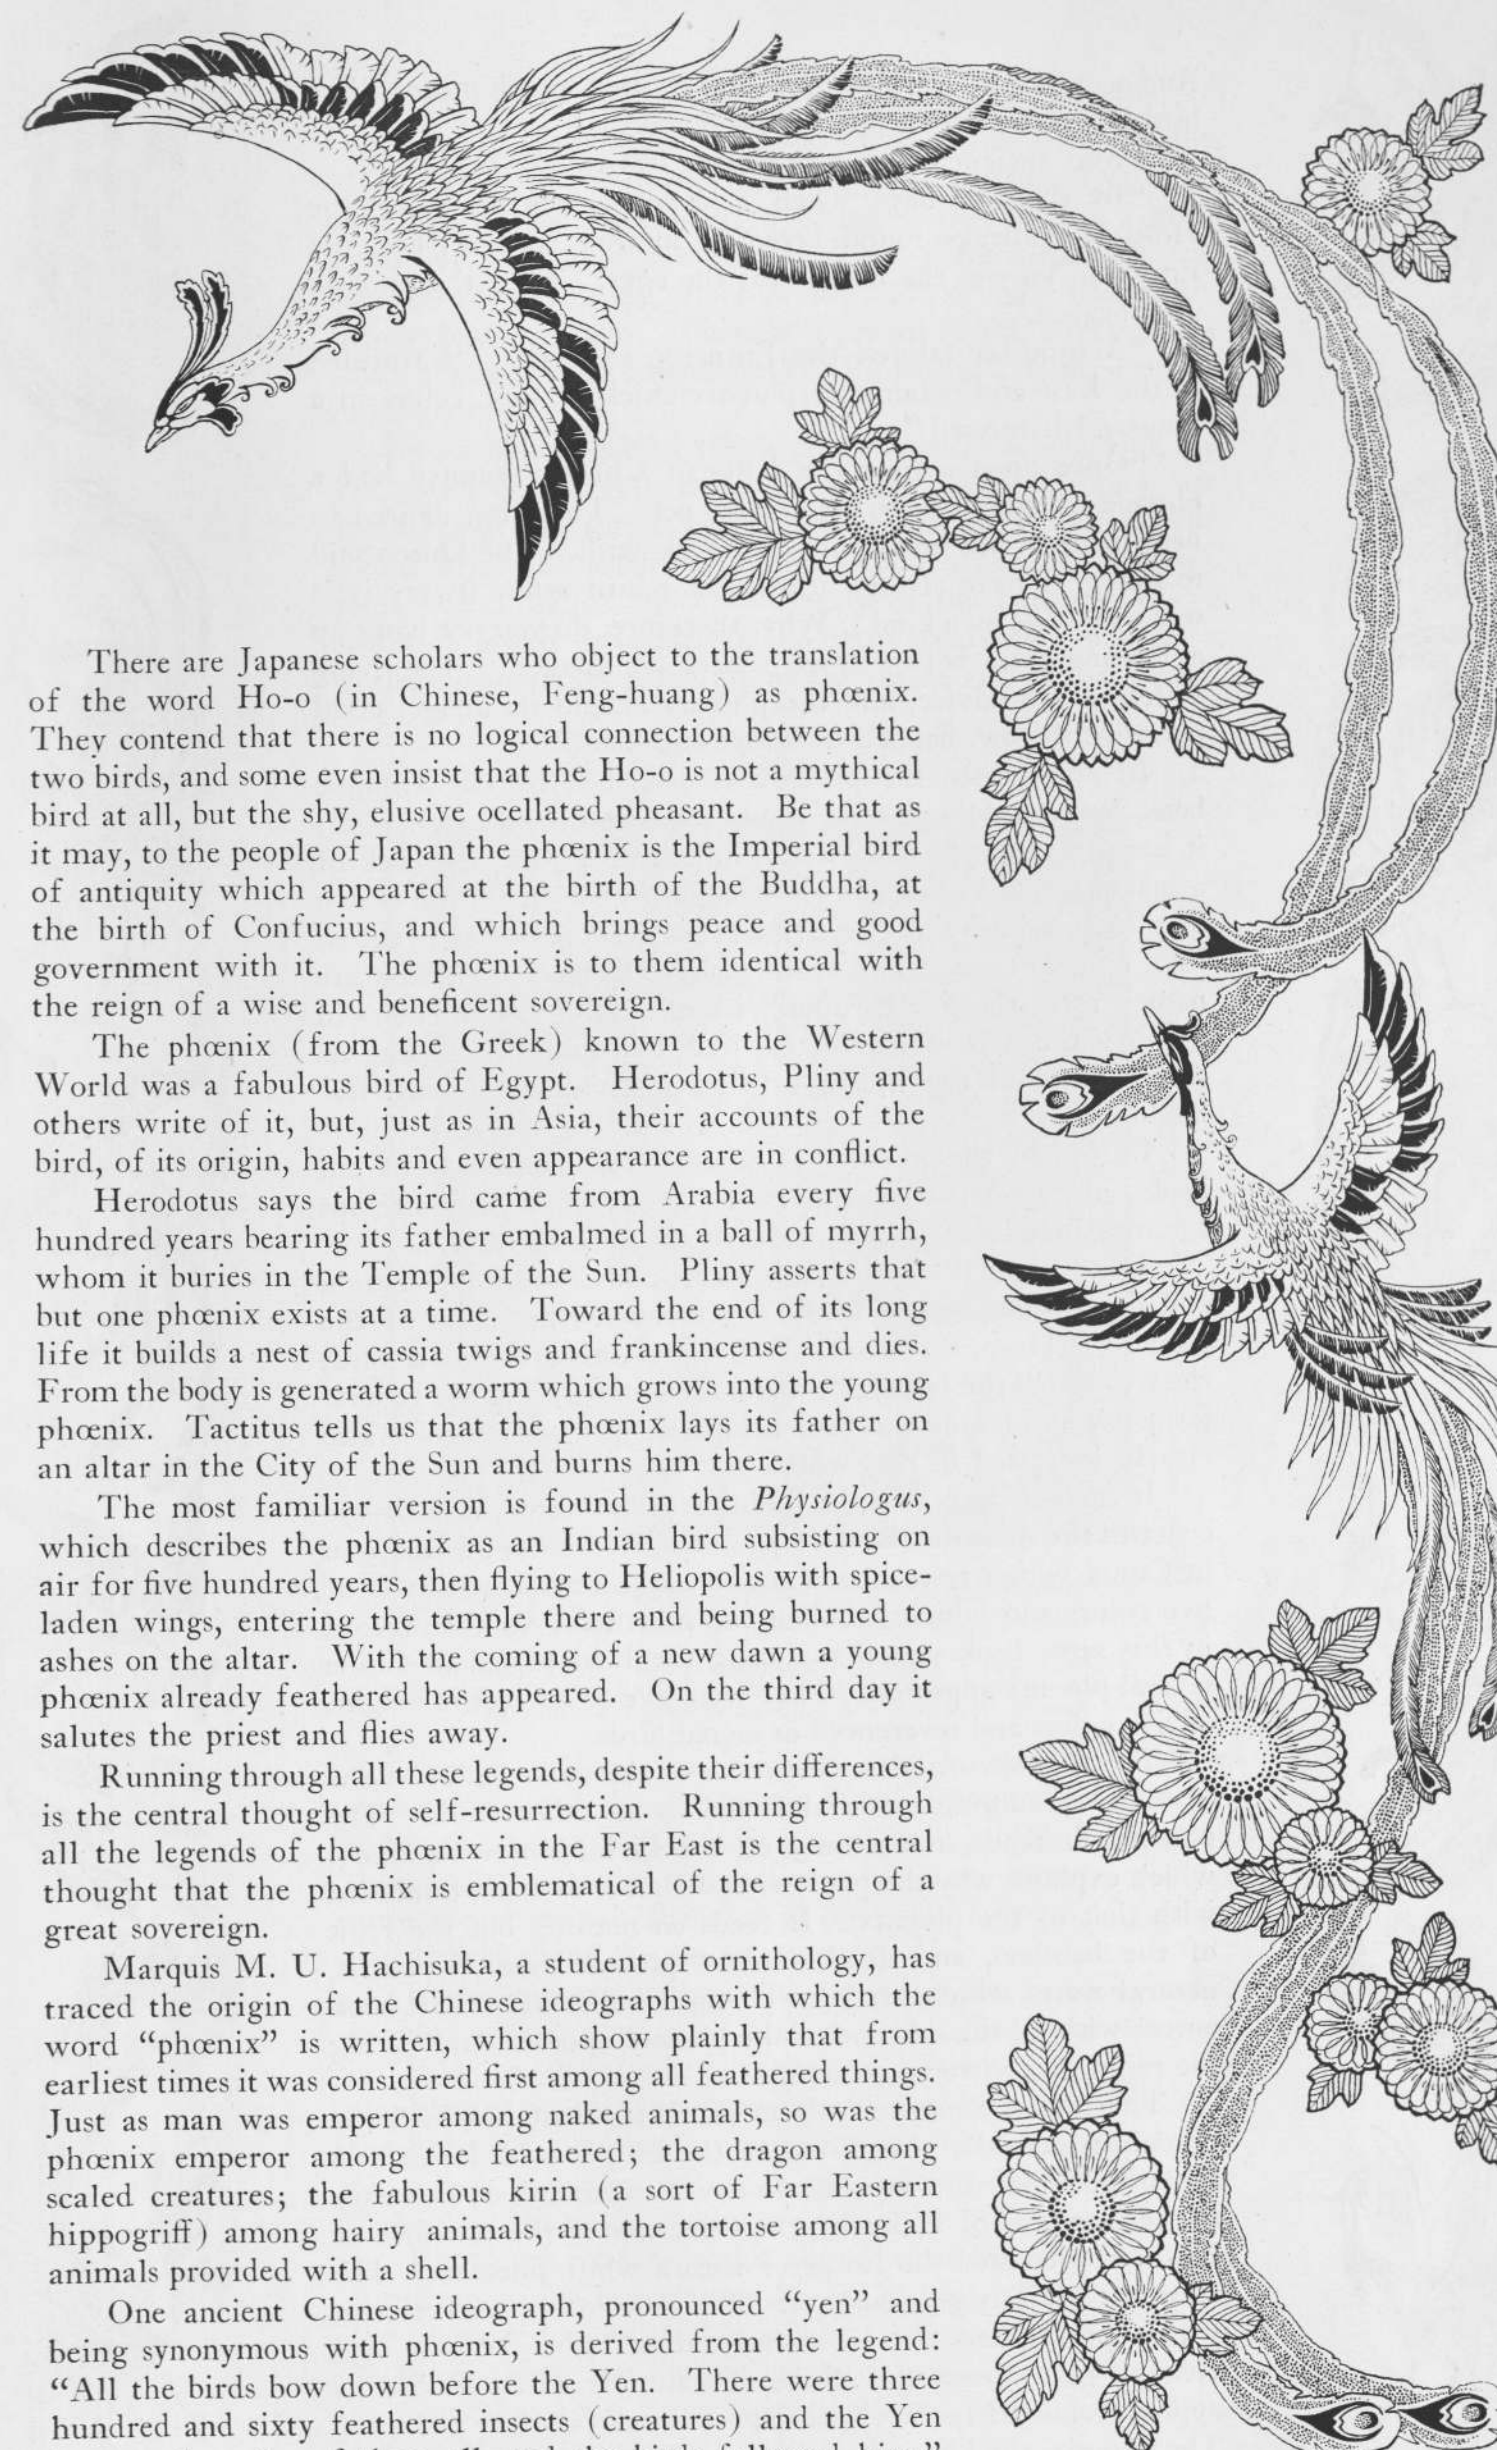 There are Japanese scholars who object to the translation
of the word Ho-o (in Chinese, Feng-huang) as phœnix.
They contend that there is no logical connection between the
two birds, and some even insist that the Ho-o is not a mythical
bird at all, but the shy, elusive ocellated pheasant. Be that as
it may, to the people of Japan the phœnix is the Imperial bird
of antiquity which appeared at the birth of the Buddha, at
the birth of Confucius, and which brings peace and good
government with it. The phœnix is to them identical with
the reign of a wise and beneficent sovereign.
The phœnix (from the Greek) known to the Western
World was a fabulous bird of Egypt. Herodotus, Pliny and
others write of it, but, just as in Asia, their accounts of the
bird, of its origin, habits and even appearance are in conflict.
Herodotus says the bird came from Arabia every five
hundred years bearing its father embalmed in a ball of myrrh,
whom it buries in the Temple of the Sun. Pliny asserts that
but one phœnix exists at a time. Toward the end of its long
life it builds a nest of cassia twigs and frankincense and dies.
From the body is generated a worm which grows into the young
phœnix. Tactitus tells us that the phœnix lays its father on
an altar in the City of the Sun and burns him there.
The most familiar version is found in the Physiologus,
which describes the phœnix as an Indian bird subsisting on
air for five hundred years, then flying to Heliopolis with spice-
laden wings, entering the temple there and being burned to
ashes on the altar. With the coming of a new dawn a young
phœnix already feathered has appeared. On the third day it
salutes the priest and flies away.
Running through all these legends, despite their differences,
is the central thought of self-resurrection. Running through
all the legends of the phœnix in the Far East is the central
thought that the phœnix is emblematical of the reign of a
great sovereign.
Marquis M. U. Hachisuka, a student of ornithology, has
traced the origin of the Chinese ideographs with which the
word “phœnix” is written, which show plainly that from
earliest times it was considered first among all feathered things.
Just as man was emperor among naked animals, so was the
phœnix emperor among the feathered; the dragon among
scaled creatures; the fabulous kirin (a sort of Far Eastern
hippogriff) among hairy animals, and the tortoise among all
animals provided with a shell.
One ancient Chinese ideograph, pronounced “yen” and
being synonymous with phœnix, is derived from the legend:
“All the birds bow down before the Yen. There were three
hundred and sixty feathered insects (creatures) and the Yen